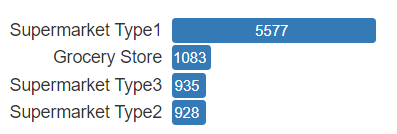 Supermarket Type1 5577
Grocery Store 1083
Supermarket Type3 935
Supermarket Type2 928